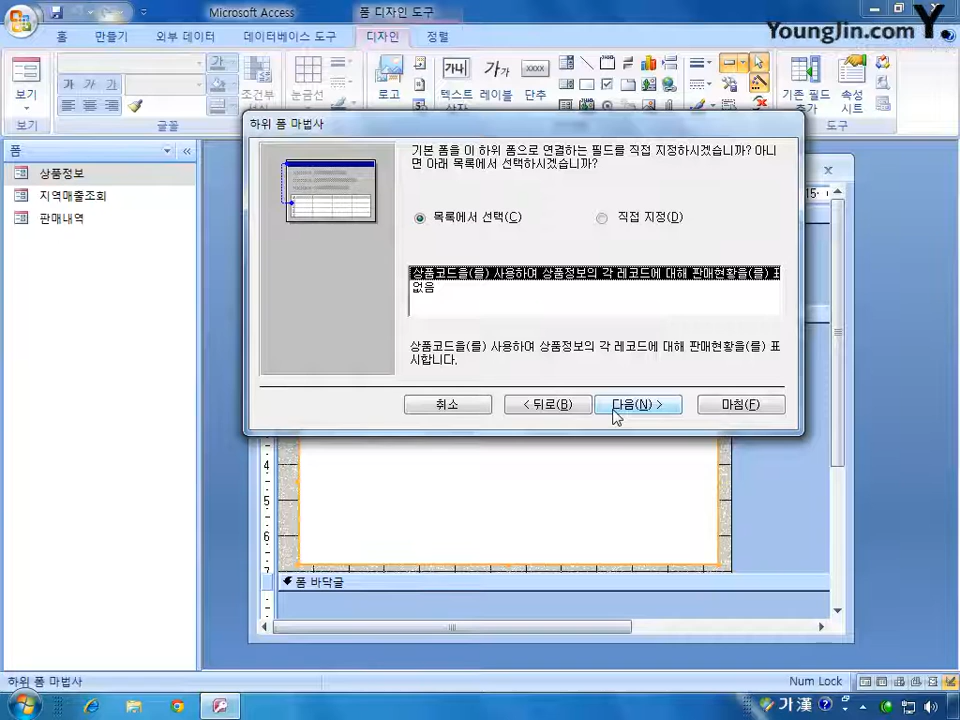 Microsoft Access
폼 디자인 도구
홈
만들기
외부 데이터
데이터베이스 도구
디자인
정렬
YoungJin.com Y.
보기
가 가 가
가
조건부
눈금선
로고
가나
텍스트
상자
가가
레이블
xxxx
단추
기존 필드
추가
속성
시트
보기
글꼴
도구
하위 폼 마법사
폼
상품정보
지역매출조회
판매내역
기본 폼을 이 하위 폼으로 연결하는 필드를 직접 지정하시겠습니까? 아니
면 아래 목록에서 선택하시겠습니까?
목록에서 선택(C)
직접 지정(D)
상품코드을(를) 사용하여 상품정보의 각 레코드에 대해 판매현황을(를) 표
없음
상품코드을(를) 사용하여 상품정보의 각 레코드에 대해 판매현황을(를) 표
시합니다.
취소
< 뒤로(B)
다음(N) >
마침(F)
15
4
5
6
7
폼 바닥글
하위 폼 마법사
Num Lock
가 漢